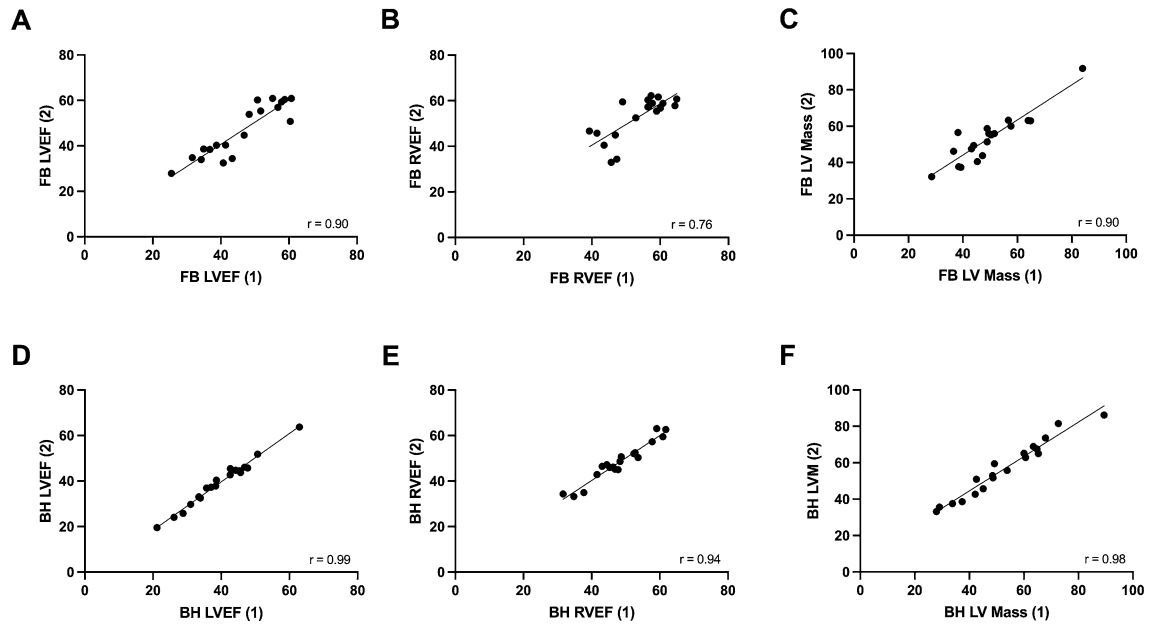 A
B
C
80
60
40
20
0
FB LVEF (2)
0 20 40 60 80
FB LVEF (1)
r = 0.90
80
60
40
20
0
FB RVEF (2)
0 20 40 60 80
FB RVEF (1)
r = 0.76
100
80
60
40
20
0
FB LV Mass (2)
0 20 40 60 80 100
FB LV Mass (1)
r = 0.90
D
E
F
80
60
40
20
0
BH LVEF (2)
0 20 40 60 80
BH LVEF (1)
r = 0.99
80
60
40
20
0
BH RVEF (2)
0 20 40 60 80
BH RVEF (1)
r = 0.94
100
80
60
40
20
0
BH LVM (2)
0 20 40 60 80 100
BH LV Mass (1)
r = 0.98